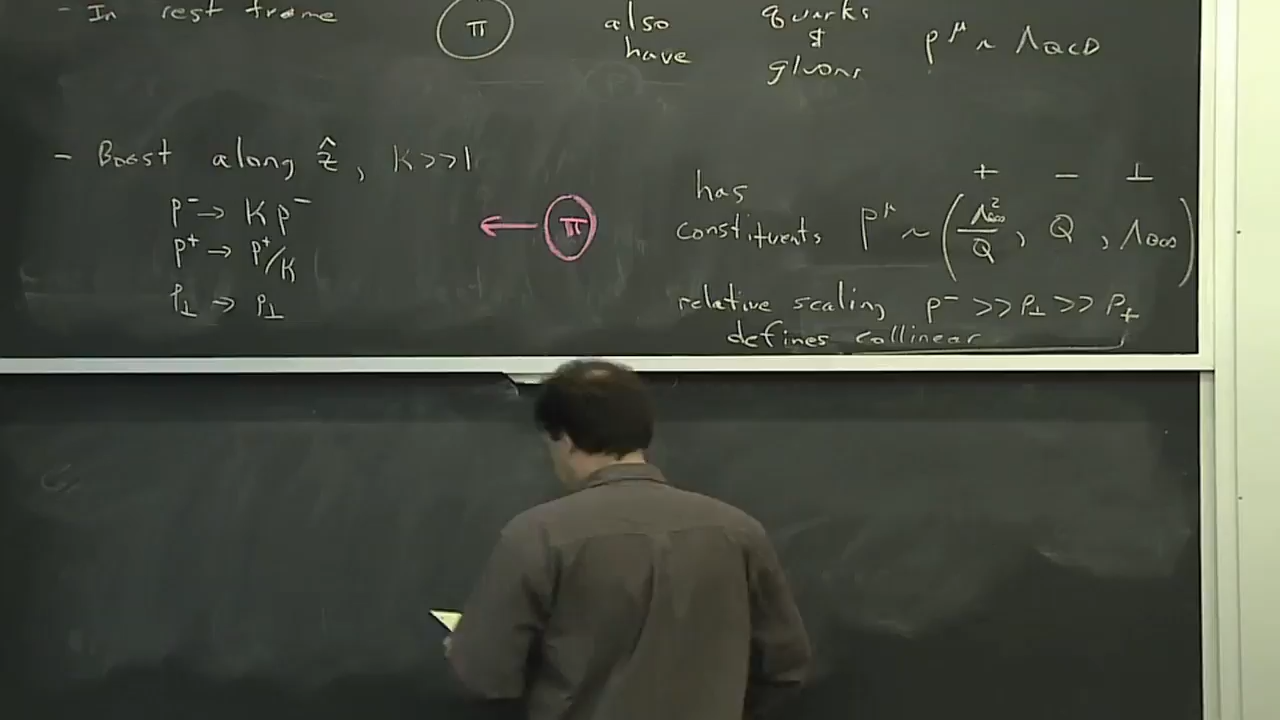 - In rest frame
π
also have
quarks & gluons
p^μ ~ Λ_QCD
- Boost along ẑ, K>>1
p⁻ → K p⁻
p⁺ → p⁺/K
p⊥ → p⊥
π
has constituents
+ - ⊥
p^μ ~ (Λ²_QCD/Q, Q, Λ_QCD)
relative scaling p⁻ >> p⊥ >> p₊
defines collinear